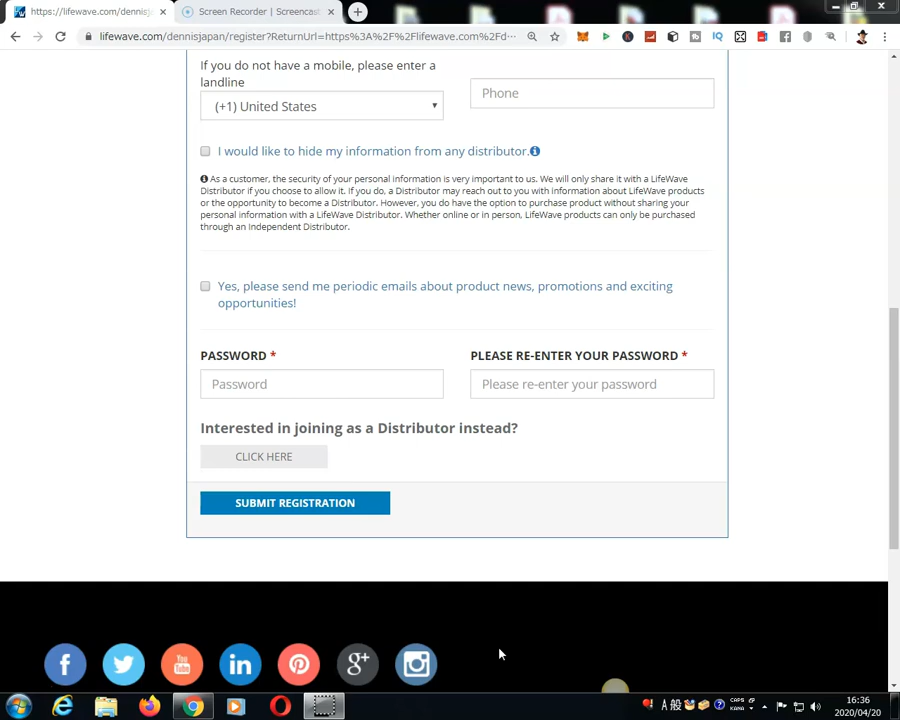 https://lifewave.com/dennisj
Screen Recorder | Screencast
lifewave.com/dennisjapan/register?ReturnUrl=https%3A%2F%2Flifewave.com%2Fd···
IQ
If you do not have a mobile, please enter a
landline
(+1) United States
Phone
I would like to hide my information from any distributor.
As a customer, the security of your personal information is very important to us. We will only share it with a LifeWave
Distributor if you choose to allow it. If you do, a Distributor may reach out to you with information about LifeWave products
or the opportunity to become a Distributor. However, you do have the option to purchase product without sharing your
personal information with a LifeWave Distributor. Whether online or in person, LifeWave products can only be purchased
through an Independent Distributor.
Yes, please send me periodic emails about product news, promotions and exciting
opportunities!
PASSWORD *
PLEASE RE-ENTER YOUR PASSWORD *
Password
Please re-enter your password
Interested in joining as a Distributor instead?
CLICK HERE
SUBMIT REGISTRATION
You Tube
A 般
CAPS
KANA
16:36
2020/04/20